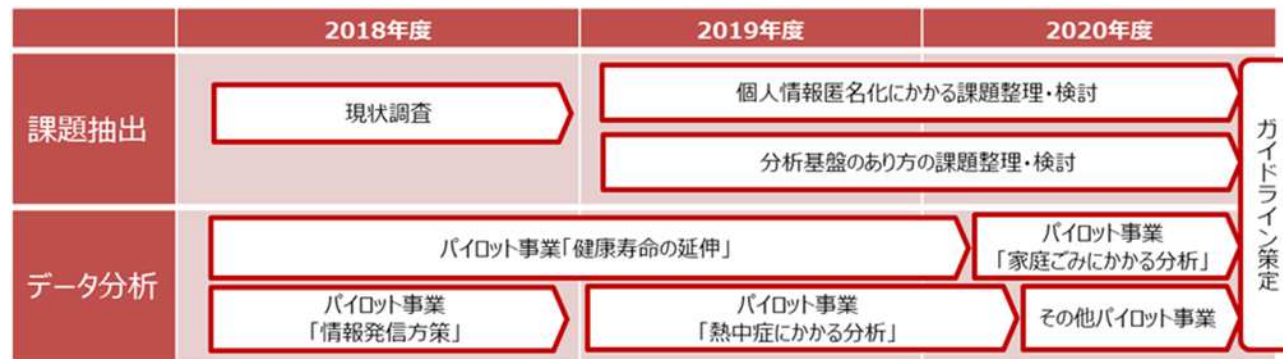 2018年度
2019年度
2020年度
課題抽出
現状調査
個人情報匿名化にかかる課題整理・検討
分析基盤のあり方の課題整理・検討
データ分析
パイロット事業「健康寿命の延伸」
パイロット事業
「家庭ごみにかかる分析」
パイロット事業
「情報発信方策」
パイロット事業
「熱中症にかかる分析」
その他パイロット事業
ガイドライン策定